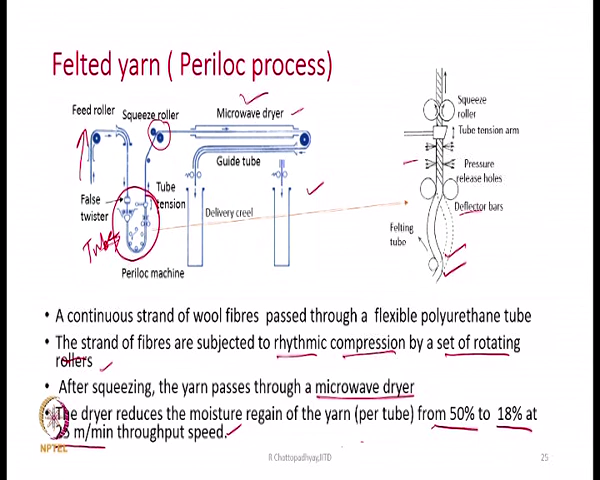 Felted yarn ( Periloc process)
Feed roller
Squeeze roller
Microwave dryer
Guide tube
False
twister
Tube
tension
Delivery creel
Tube
Periloc machine
Squeeze
roller
Tube tension arm
Pressure
release holes
Deflector bars
Felting
tube
• A continuous strand of wool fibres passed through a flexible polyurethane tube
• The strand of fibres are subjected to rhythmic compression by a set of rotating
rollers
• After squeezing, the yarn passes through a microwave dryer
The dryer reduces the moisture regain of the yarn (per tube) from 50% to 18% at
25 m/min throughput speed.
NPTEL
R Chattopadhyay,IITD
25